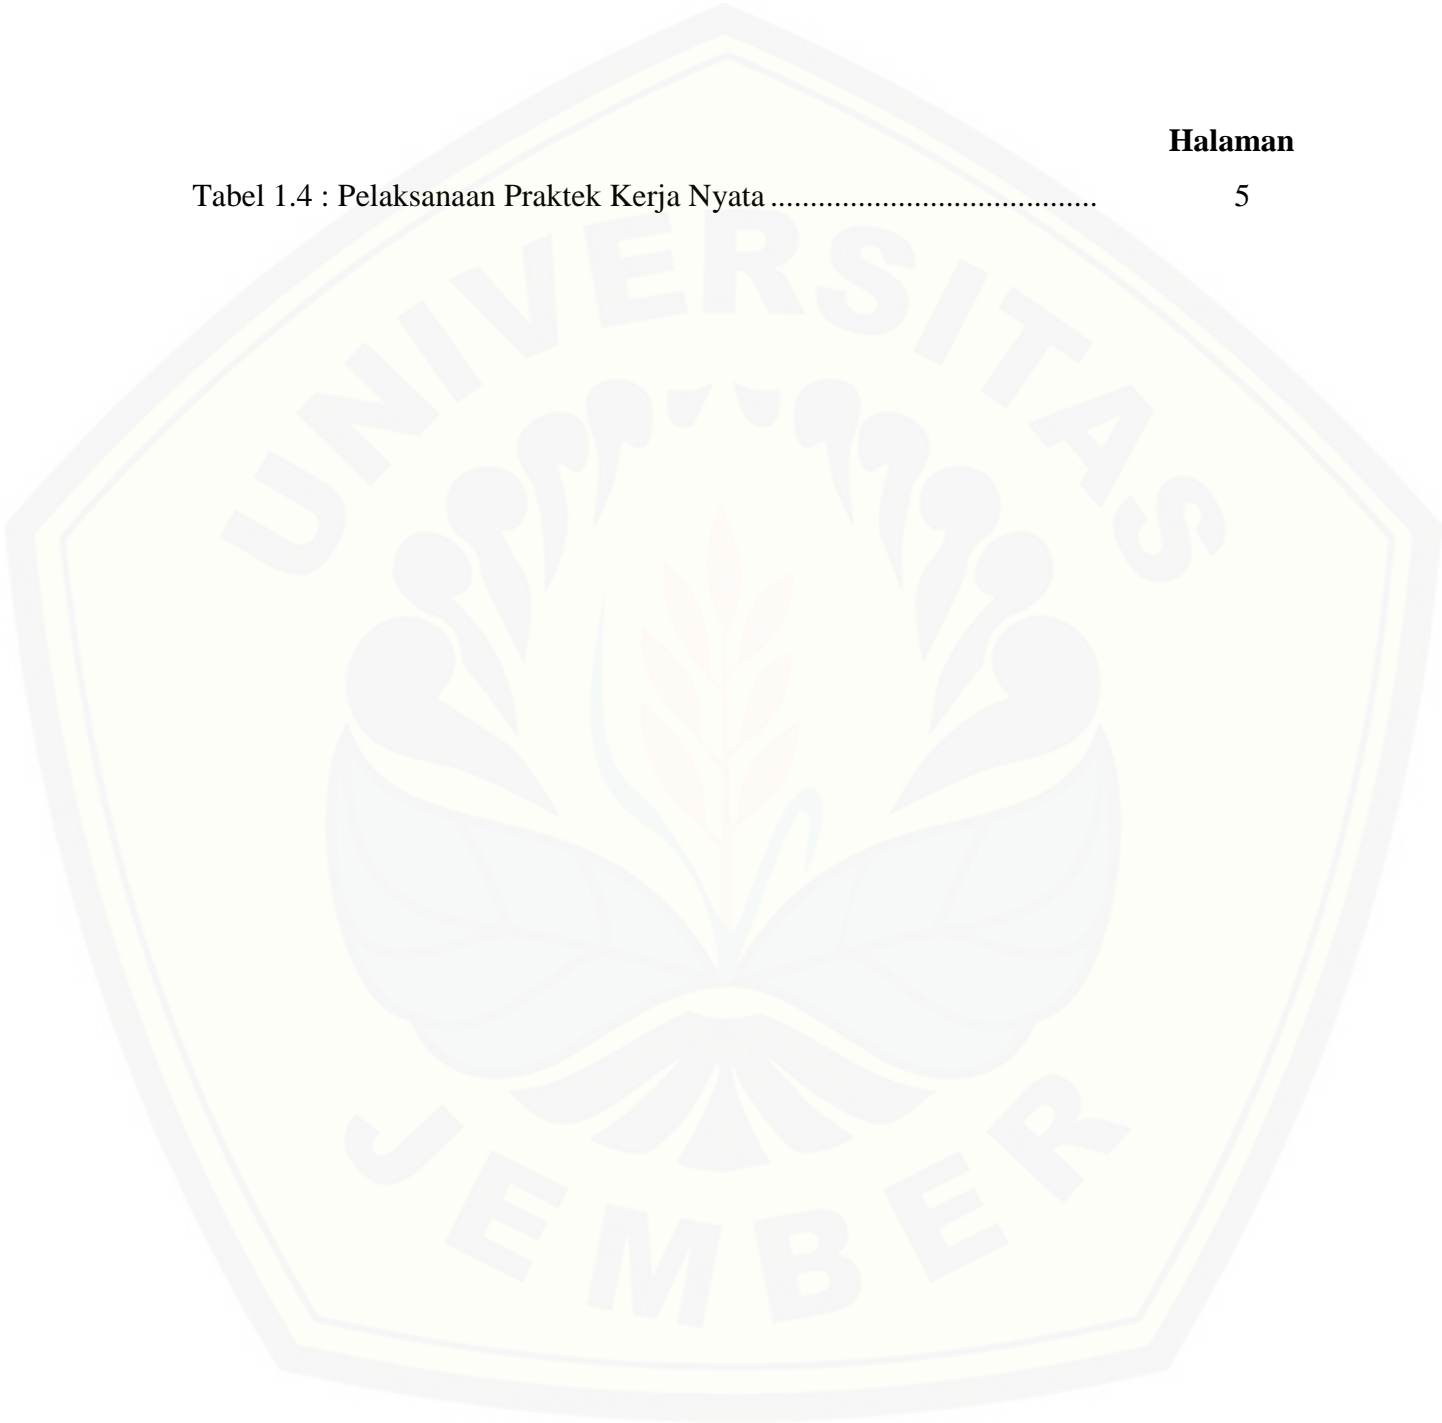 Halaman
Tabel 1.4 : Pelaksanaan Praktek Kerja Nyata ......................................... 5
UNIVERSITAS
JEMBER